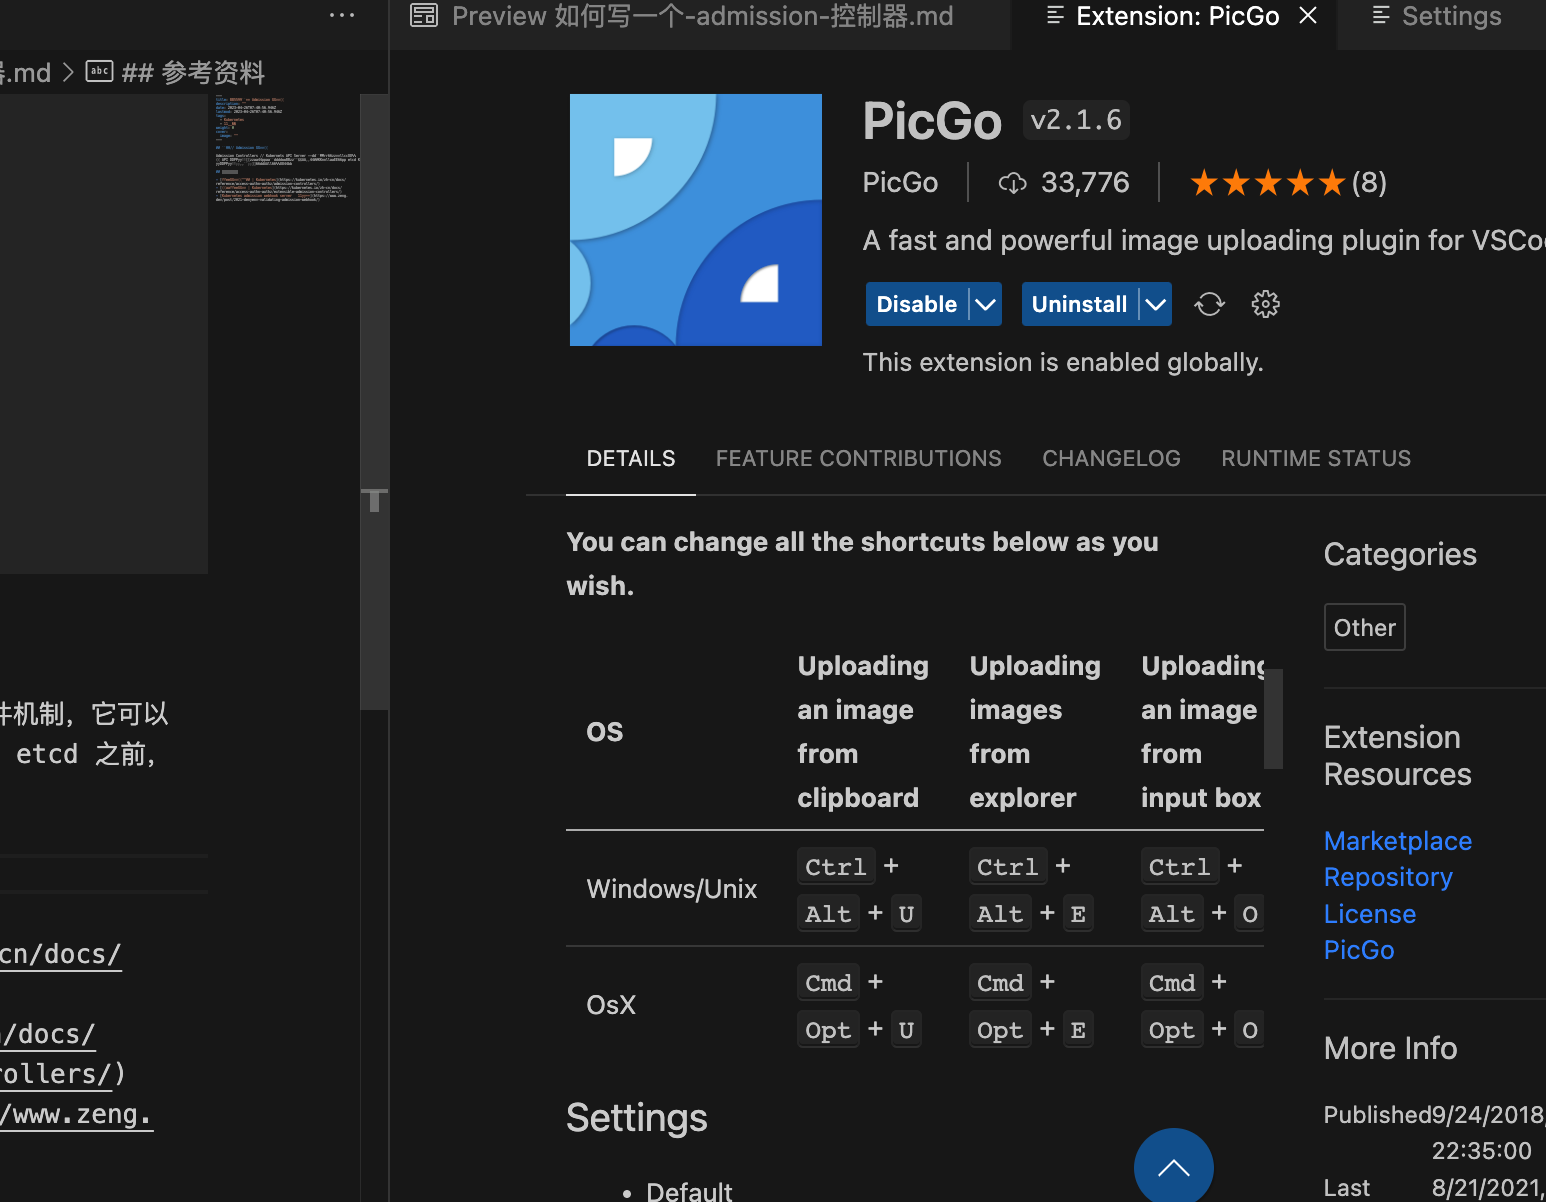 Preview 如何写一个-admission-控制器.md
Extension: PicGo
Settings
.md > abc ## 参考资料
PicGo v2.1.6
PicGo 33,776 (8)
A fast and powerful image uploading plugin for
Disable Uninstall
This extension is enabled globally.
DETAILS FEATURE CONTRIBUTIONS CHANGELOG RUNTIME STATUS
You can change all the shortcuts below as you
wish.
OS
Uploading
an image
from
clipboard
Uploading
images
from
explorer
Uploading
an image
from
input box
Windows/Unix
Ctrl +
Alt + U
Ctrl +
Alt + E
Ctrl +
Alt + O
OsX
Cmd +
Opt + U
Cmd +
Opt + E
Cmd +
Opt + O
Settings
• Default
Categories
Other
Extension
Resources
Marketplace
Repository
License
PicGo
More Info
Published 9/24/2018,
22:35:00
Last 8/21/2021,
件机制，它可以
etcd 之前，
cn/docs/
/docs/
ollers/)
/www.zeng.